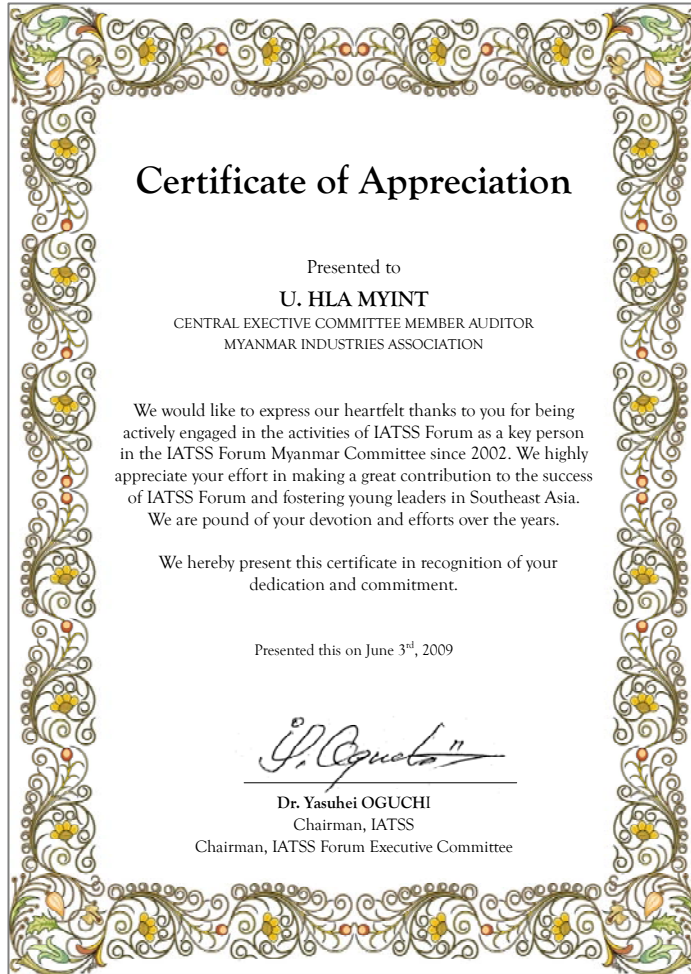 Certificate of Appreciation
Presented to
U. HLA MYINT
CENTRAL EXECTIVE COMMITTEE MEMBER AUDITOR
MYANMAR INDUSTRIES ASSOCIATION
We would like to express our heartfelt thanks to you for being
actively engaged in the activities of IATSS Forum as a key person
in the IATSS Forum Myanmar Committee since 2002. We highly
appreciate your effort in making a great contribution to the success
of IATSS Forum and fostering young leaders in Southeast Asia.
We are pound of your devotion and efforts over the years.
We hereby present this certificate in recognition of your
dedication and commitment.
Presented this on June 3rd, 2009
Dr. Yasuhei OGUCHI
Chairman, IATSS
Chairman, IATSS Forum Executive Committee